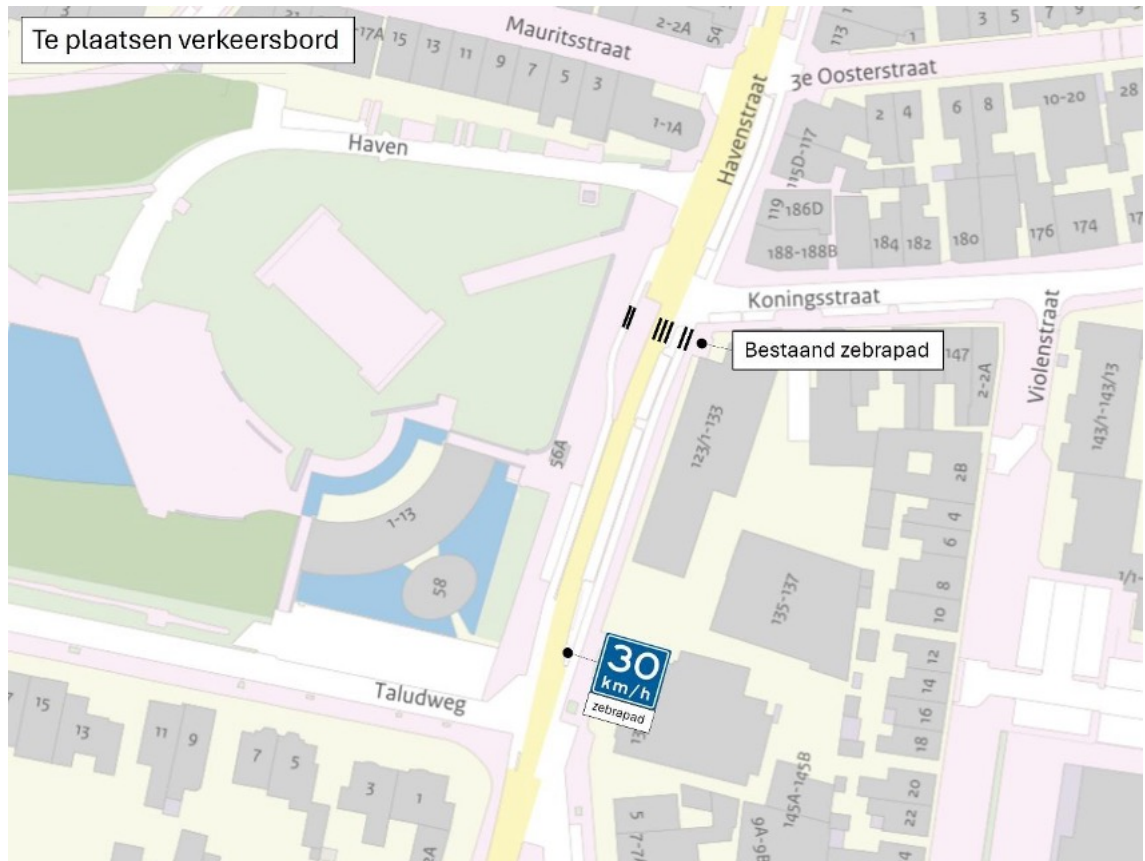 Te plaatsen verkeersbord
Mauritsstraat
17A 15 13 11 9 7 5 3 1-1A
2-2A 54
113 1
3 5 7 9
3e Oosterstraat
Havenstraat
Haven
2 4 6 8 10-20 28
115D-117
119 186D
188-188B 184 182 180 176 174
Koningsstraat
Bestaand zebrapad
Violenstraat
147
2-2A
143/1-143/13
123/1-133
56A
2B
1-13
4
6
58
8
135-137
10
30
km/h
zebrapad
12
14
16
18
Taludweg
15 13 11 9 7 5 3 1
145A-145B
20
22